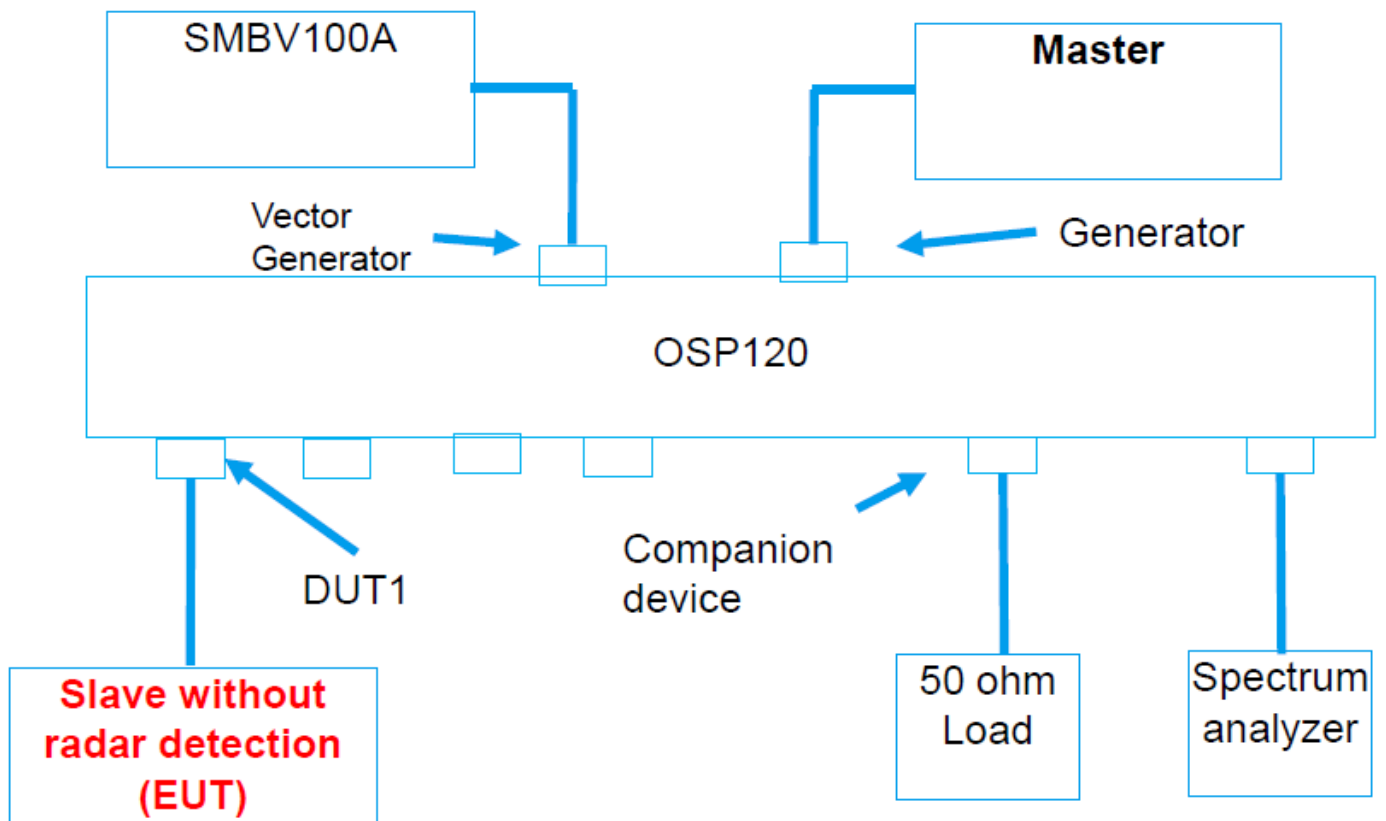 SMBV100A
Master
Vector
Generator
Generator
OSP120
DUT1
Companion
device
Slave without
radar detection
(EUT)
50 ohm
Load
Spectrum
analyzer